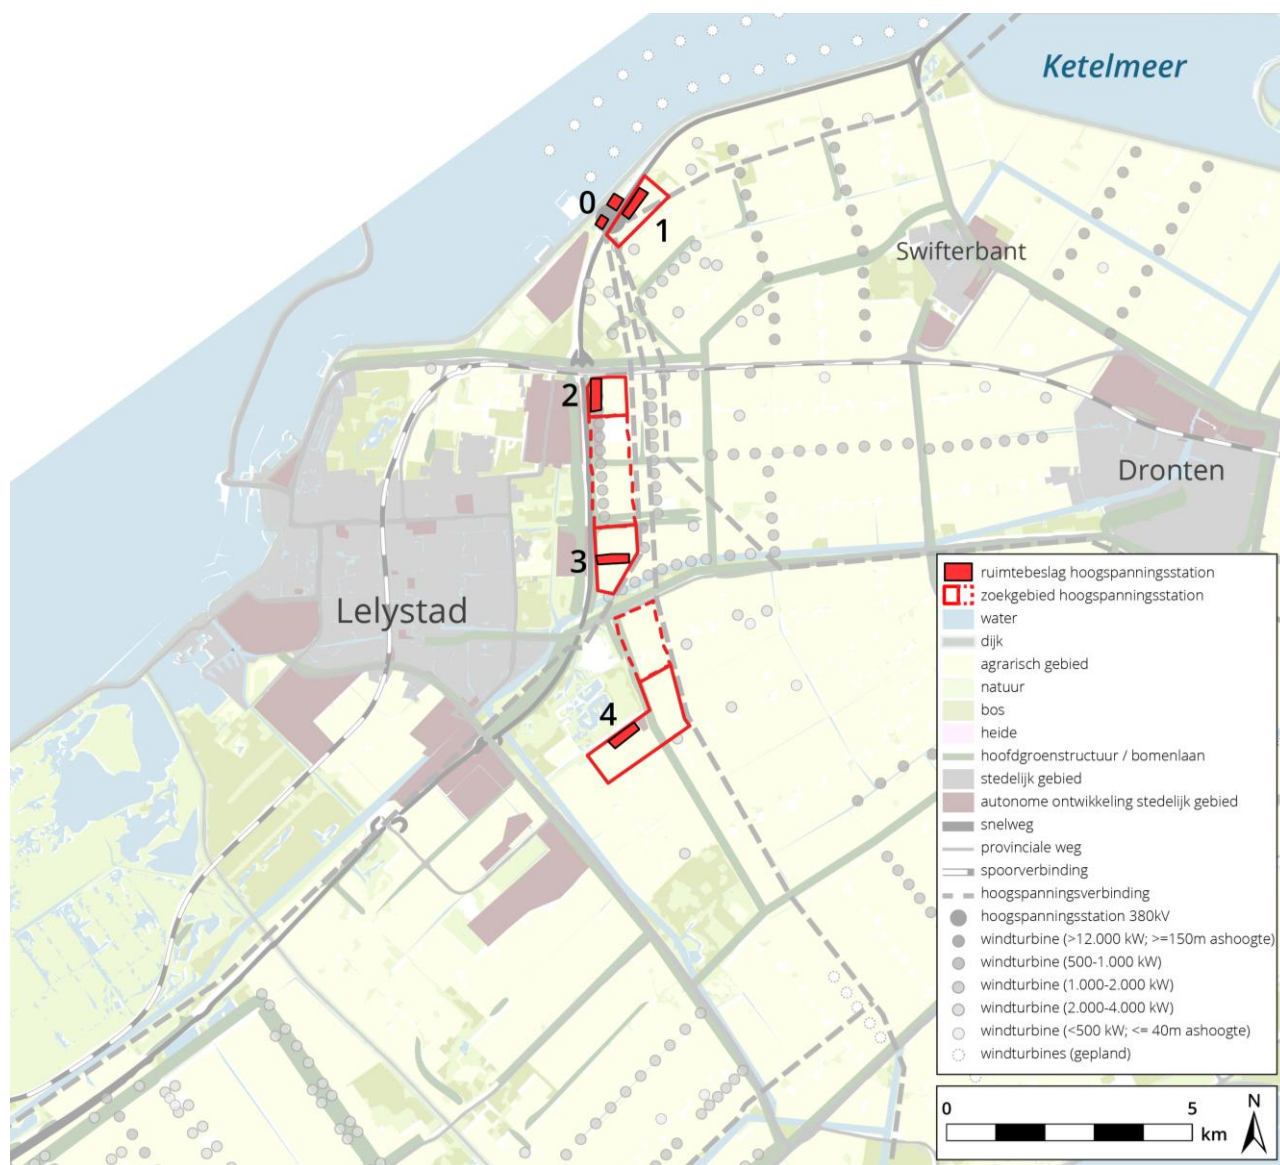 Ketelmeer
0
1
Swifterbant
2
Dronten
3
Lelystad
4
ruimtebeslag hoogspanningsstation
zoekgebied hoogspanningsstation
water
dijk
agrarisch gebied
natuur
bos
heide
hoofdgroenstructuur / bomenlaan
stedelijk gebied
autonome ontwikkeling stedelijk gebied
snelweg
provinciale weg
spoorverbinding
hoogspanningsverbinding
hoogspanningsstation 380kV
windturbine (>12.000 kW; >=150m ashoogte)
windturbine (500-1.000 kW)
windturbine (1.000-2.000 kW)
windturbine (2.000-4.000 kW)
windturbine (<500 kW; <= 40m ashoogte)
windturbines (gepland)
0 5 N
km